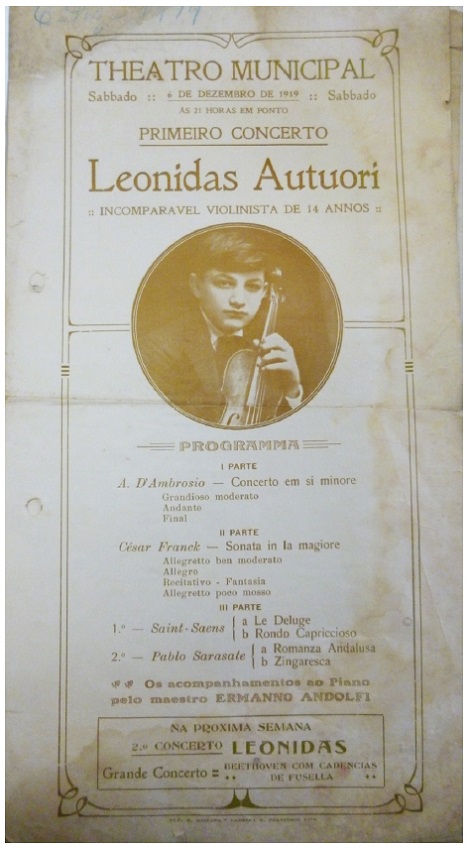 1919
THEATRO MUNICIPAL
Sabbado :: 6 DE DEZEMBRO DE 1919 :: Sabbado
ÁS 21 HORAS EM PONTO
PRIMEIRO CONCERTO
Leonidas Autuori
:: INCOMPARAVEL VIOLINISTA DE 14 ANNOS ::
PROGRAMMA
I PARTE
A. D'Ambrosio — Concerto em si minore
Grandioso moderato
Andante
Final
II PARTE
César Franck — Sonata in la magiore
Allegretto ben moderato
Allegro
Recitativo - Fantasia
Allegretto poco mosso
III PARTE
1.º — Saint-Saens { a Le Deluge
b Rondo Capriccioso
2.º — Pablo Sarasate { a Romanza Andalusa
b Zingaresca
Os acompanhamentos ao Piano
pelo maestro ERMANNO ANDOLFI
NA PROXIMA SEMANA
2.º CONCERTO LEONIDAS
Grande Concerto = BEETHOVEN COM CADENCIAS
DE FUSELLA